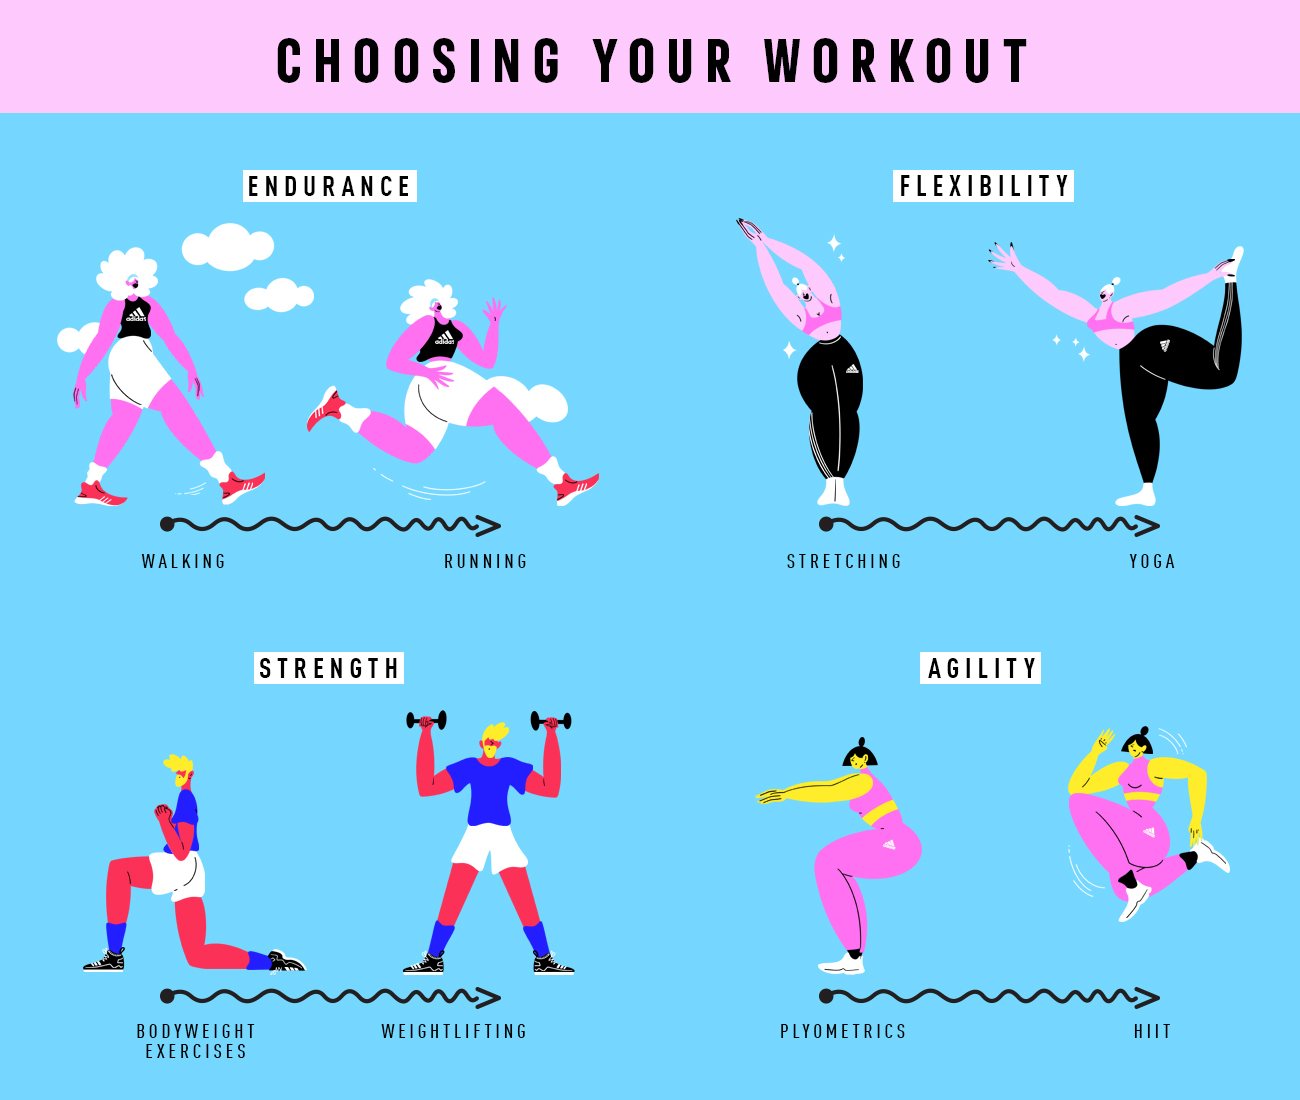 CHOOSING YOUR WORKOUT
ENDURANCE
adidas
adidas
WALKING
RUNNING
FLEXIBILITY
STRETCHING
YOGA
STRENGTH
BODYWEIGHT
EXERCISES
WEIGHTLIFTING
AGILITY
PLYOMETRICS
HIIT